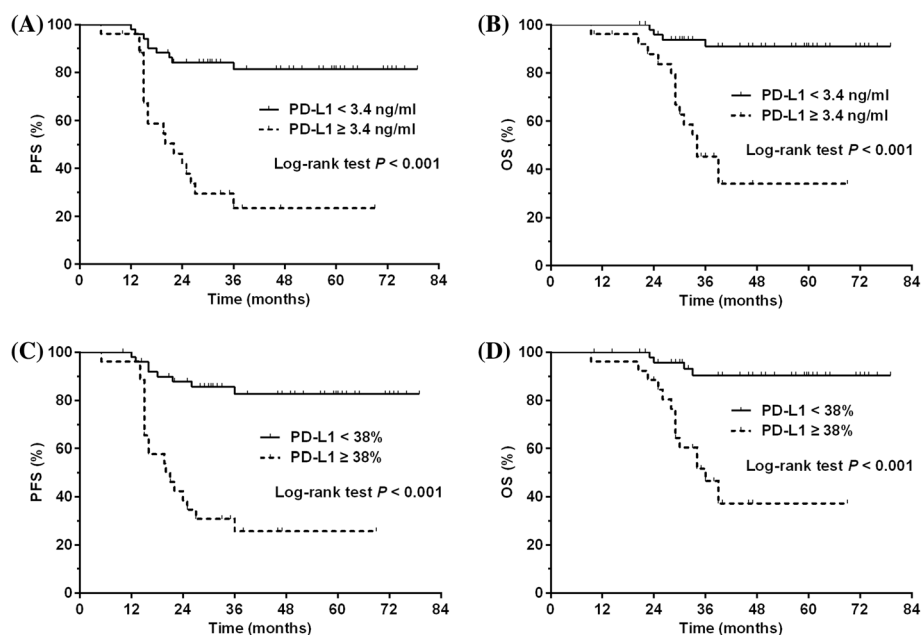 (A)
PFS (%)
100
80
60
40
20
0
0 12 24 36 48 60 72 84
Time (months)
PD-L1 < 3.4 ng/ml
PD-L1 ≥ 3.4 ng/ml
Log-rank test P < 0.001
(B)
OS (%)
100
80
60
40
20
0
0 12 24 36 48 60 72 84
Time (months)
PD-L1 < 3.4 ng/ml
PD-L1 ≥ 3.4 ng/ml
Log-rank test P < 0.001
(C)
PFS (%)
100
80
60
40
20
0
0 12 24 36 48 60 72 84
Time (months)
PD-L1 < 38%
PD-L1 ≥ 38%
Log-rank test P < 0.001
(D)
OS (%)
100
80
60
40
20
0
0 12 24 36 48 60 72 84
Time (months)
PD-L1 < 38%
PD-L1 ≥ 38%
Log-rank test P < 0.001